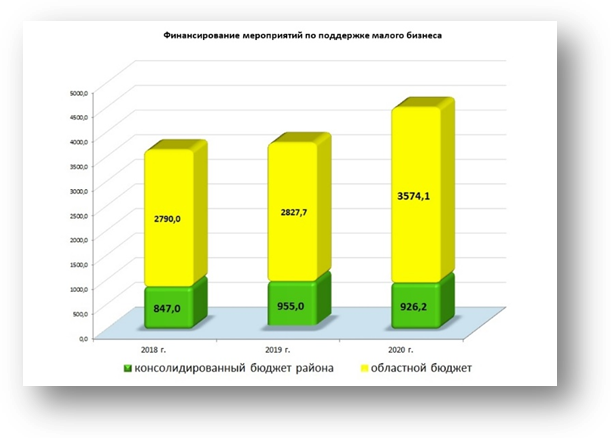 Финансирование мероприятий по поддержке малого бизнеса
5000,0
4500,0
4000,0
3500,0
3000,0
2500,0
2000,0
1500,0
1000,0
500,0
0,0
2790,0
2827,7
3574,1
847,0
955,0
926,2
2018 г.
2019 г.
2020 г.
консолидированный бюджет района
областной бюджет